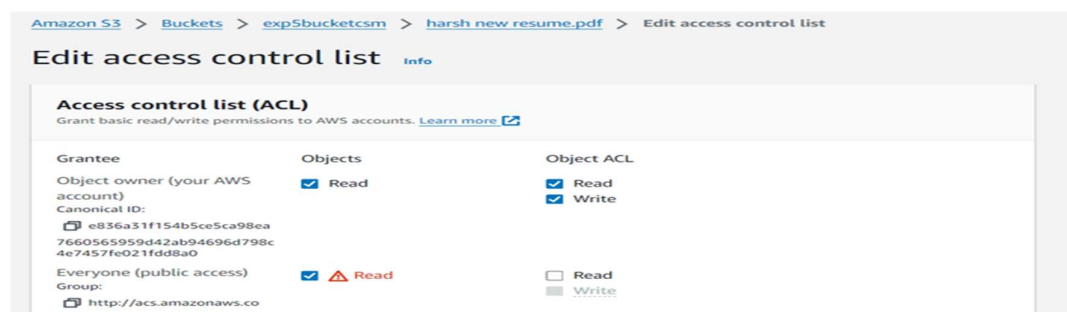 Amazon S3 > Buckets > exp5bucketcsm > harsh new resume.pdf > Edit access control list
Edit access control list Info
Access control list (ACL)
Grant basic read/write permissions to AWS accounts. Learn more
Grantee Objects Object ACL
Object owner (your AWS account)
Canonical ID:
e836a31f154b5ce5ca98ea
7660565959d42ab94696d798c
4e7457fe021fdd8a0
Read
Read
Write
Everyone (public access)
Group:
http://acs.amazonaws.co
Read
Read
Write